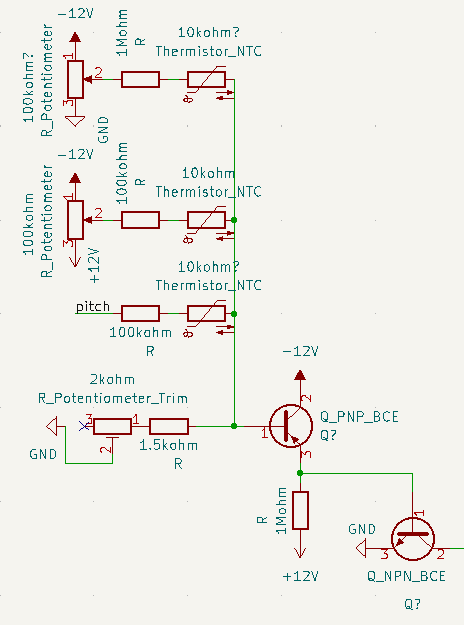 -12V
100kohm?
R_Potentiometer
1
2
3
GND
1Mohm
R
10kohm?
Thermistor_NTC
-12V
100kohm
R_Potentiometer
1
2
3
+12V
100kohm
R
10kohm
Thermistor_NTC
10kohm?
Thermistor_NTC
pitch
100kohm
R
2kohm
R_Potentiometer_Trim
3
1
2
GND
1.5kohm
R
-12V
2
Q_PNP_BCE
Q?
1
3
R
1Mohm
+12V
1
GND
3
2
Q_NPN_BCE
Q?